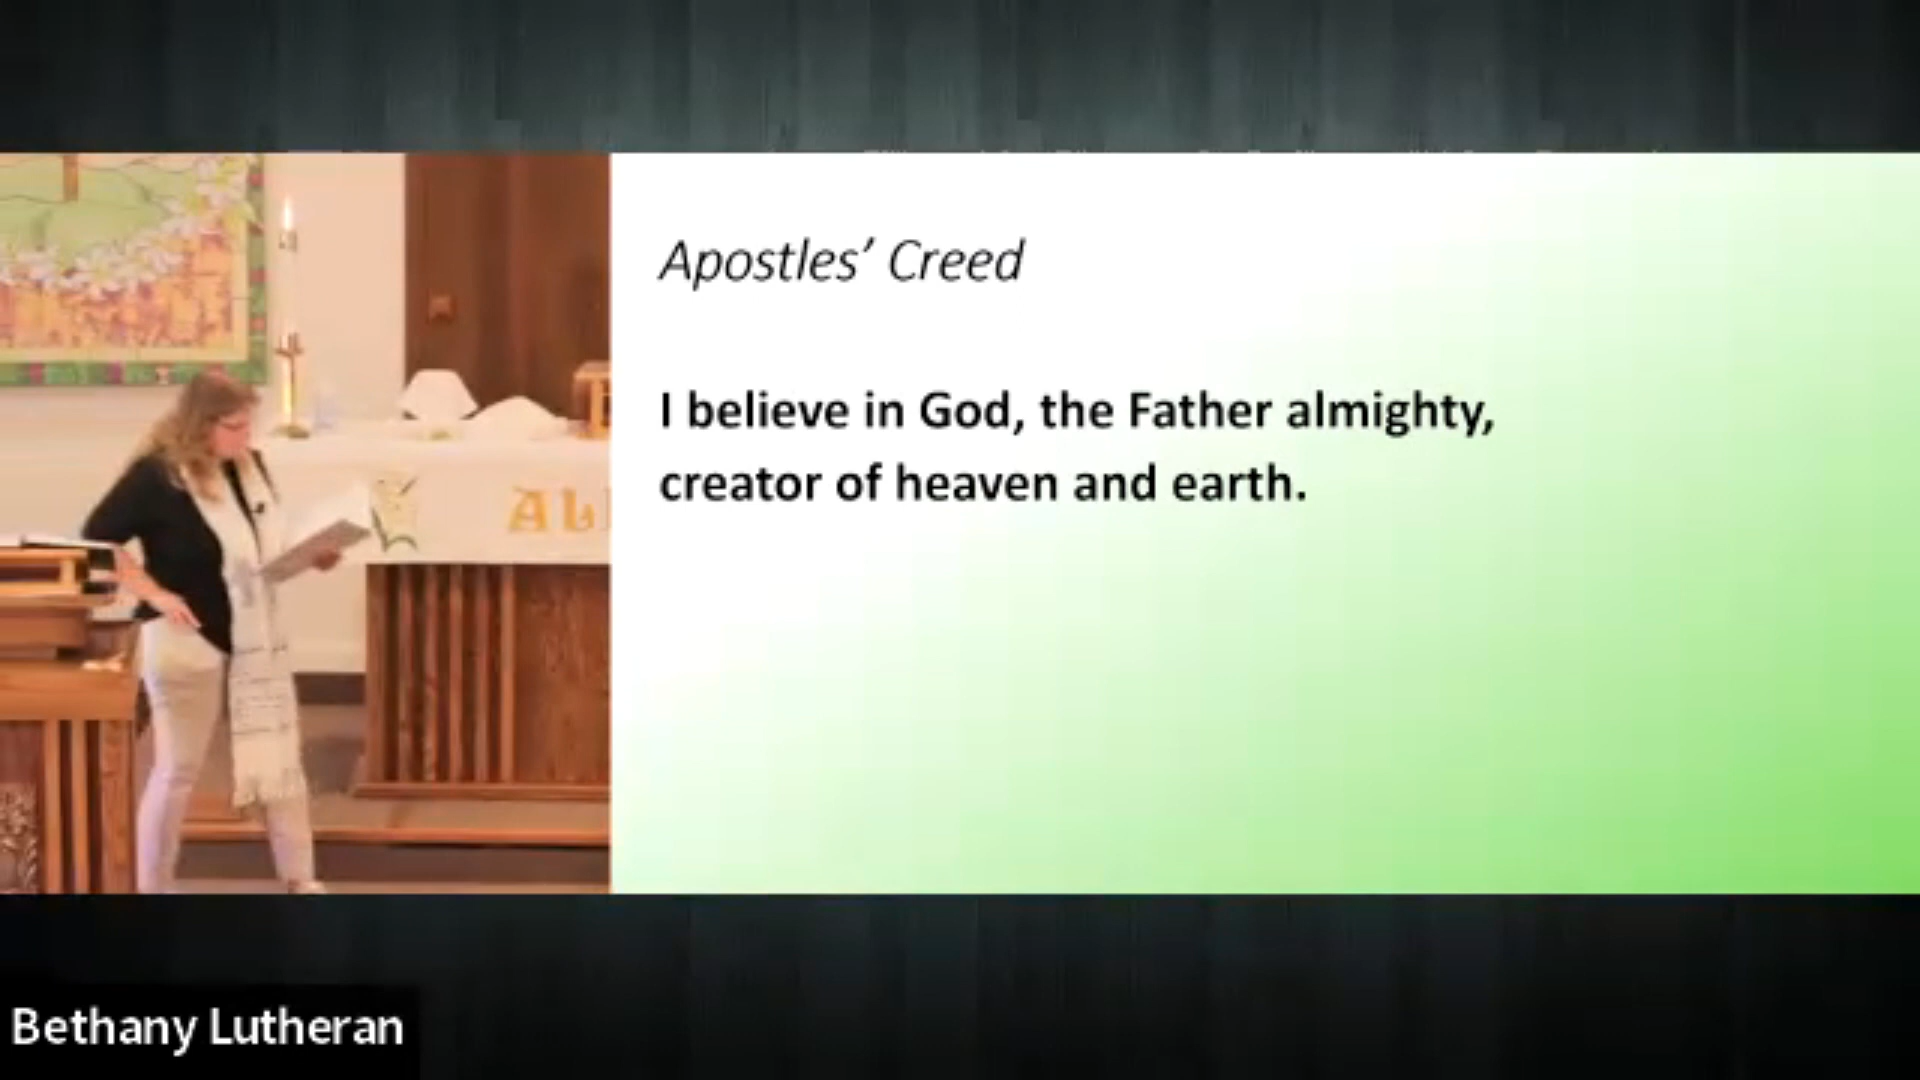 Apostles’ Creed
I believe in God, the Father almighty,
creator of heaven and earth.
Bethany Lutheran